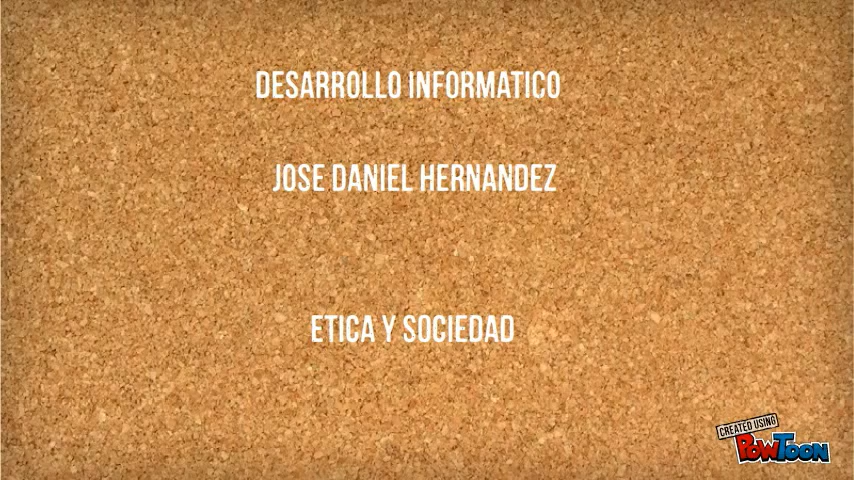 DESARROLLO INFORMATICO
JOSE DANIEL HERNANDEZ
ETICA Y SOCIEDAD
CREATED USING
POWTOON